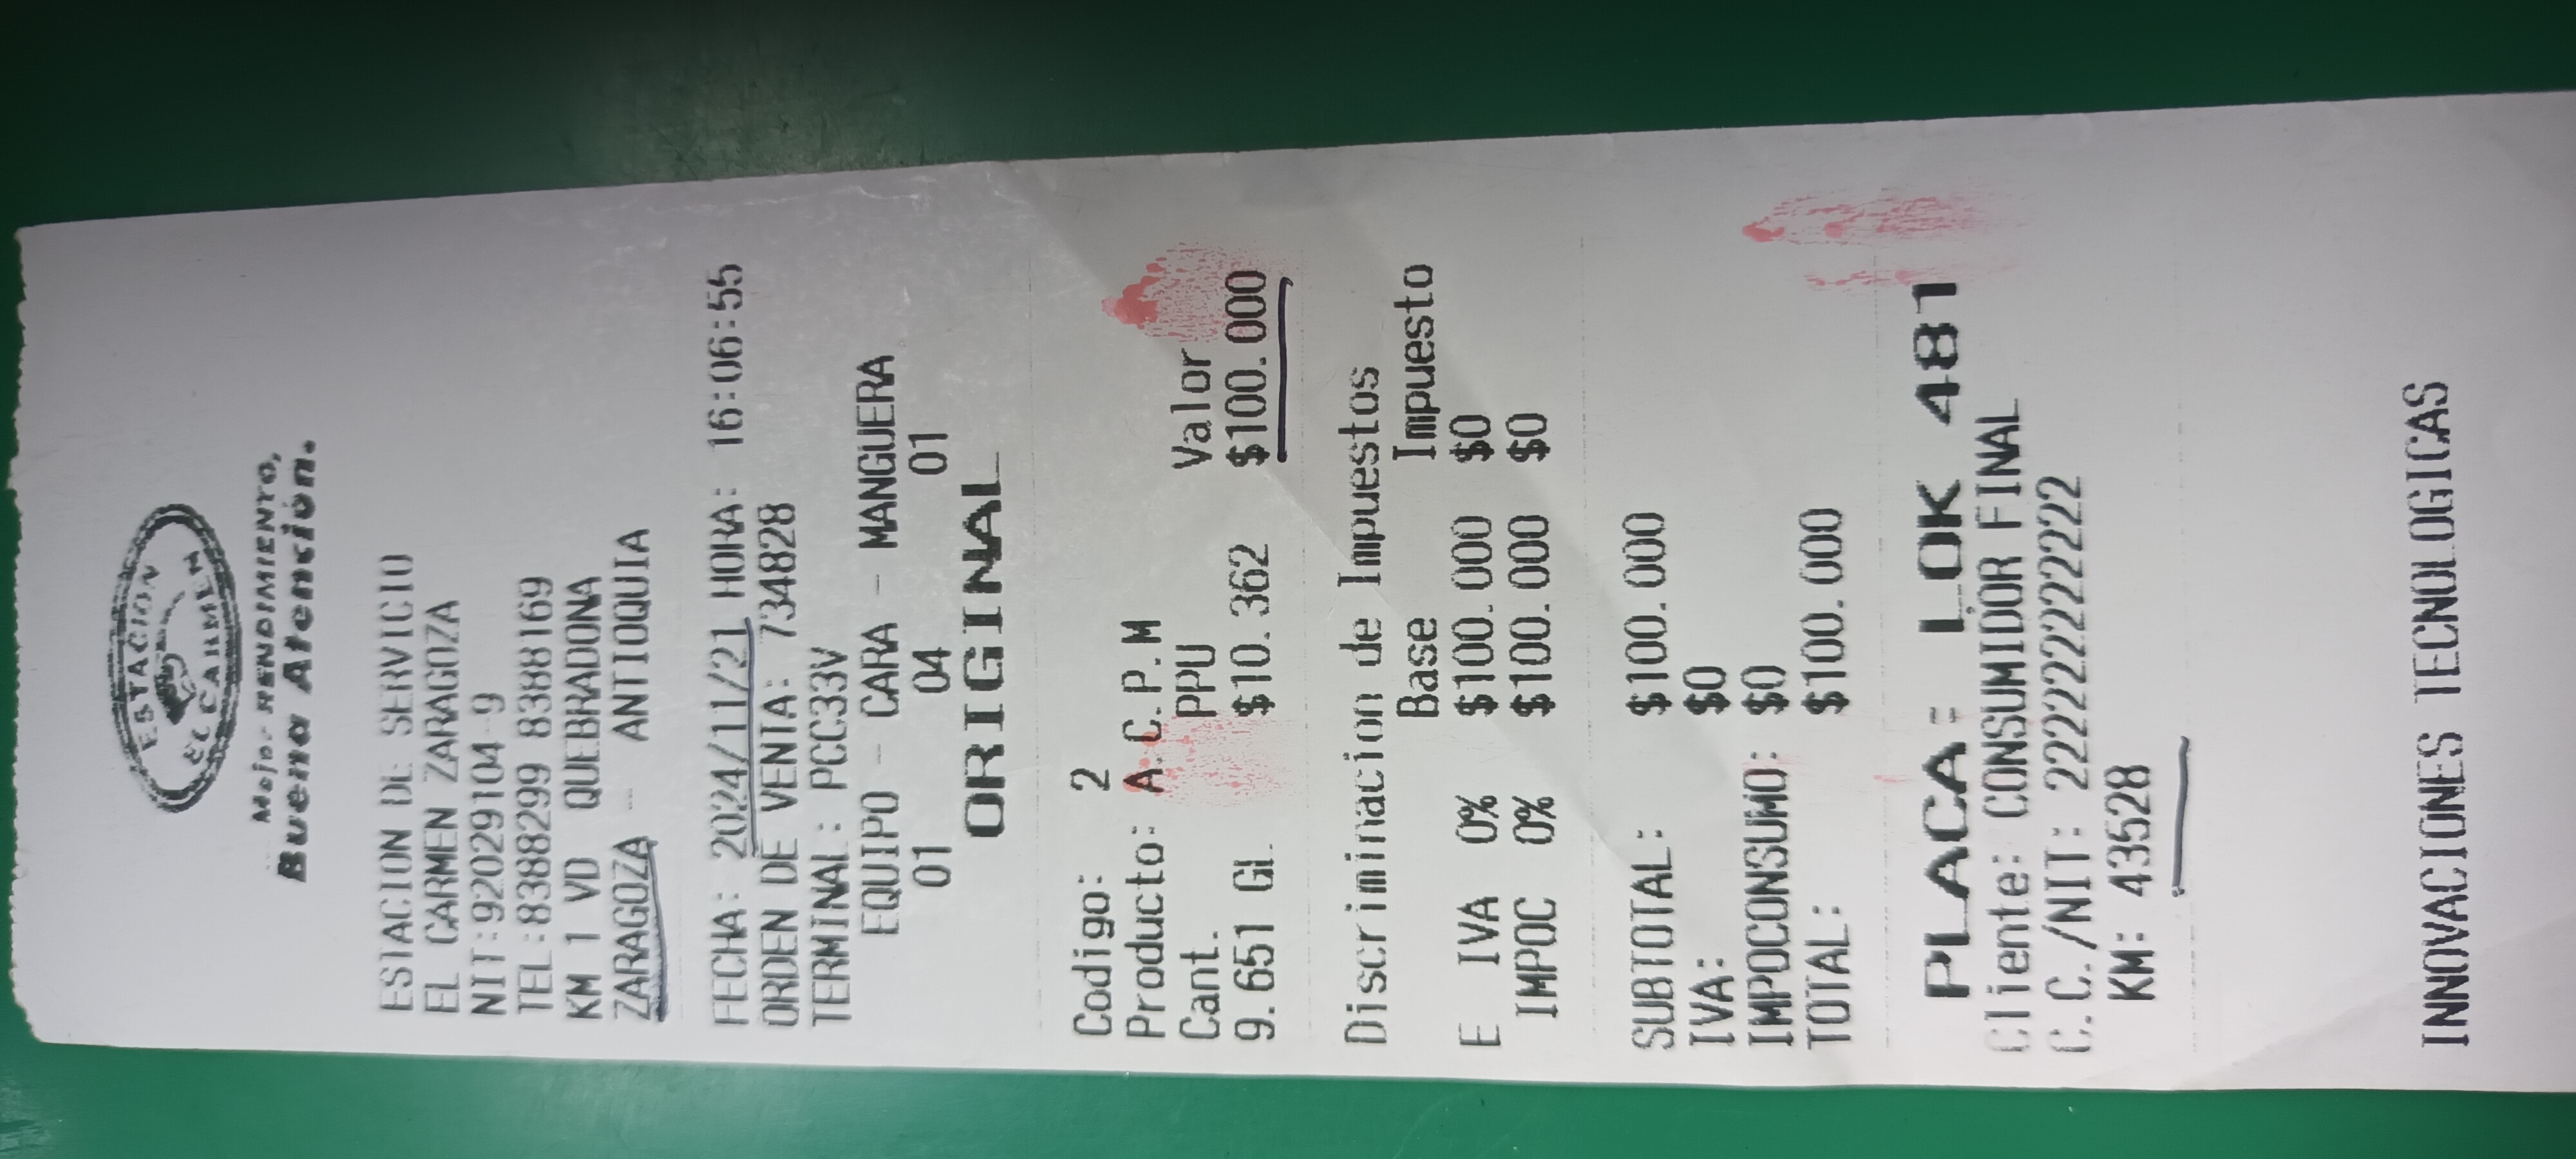 ESTACION
EL CARMEN
Mejor RENDIMIENTO,
Buena Atención.
ESTACION DE SERVICIO
EL CARMEN ZARAGOZA
NIT:92029104-9
TEL:8388299 8388169
KM 1 VD QUEBRADONA
ZARAGOZA - ANTIOQUIA
FECHA: 2024/11/21 HORA: 16:06:55
ORDEN DE VENTA: 734828
TERMINAL: PCC33V
EQUIPO - CARA - MANGUERA
01 04 01
ORIGINAL
Codigo: 2
Producto: A.C.P.M
Cant. PPU Valor
9.651 GL $10.362 $100.000
Discriminacion de Impuestos
Base Impuesto
E IVA 0% $100.000 $0
IMPOC 0% $100.000 $0
SUBTOTAL: $100.000
IVA: $0
IMPOCONSUMO: $0
TOTAL: $100.000
PLACA: LOK 481
Cliente: CONSUMIDOR FINAL
C.C./NIT: 222222222222
KM: 43528
INNOVACIONES TECNOLOGICAS